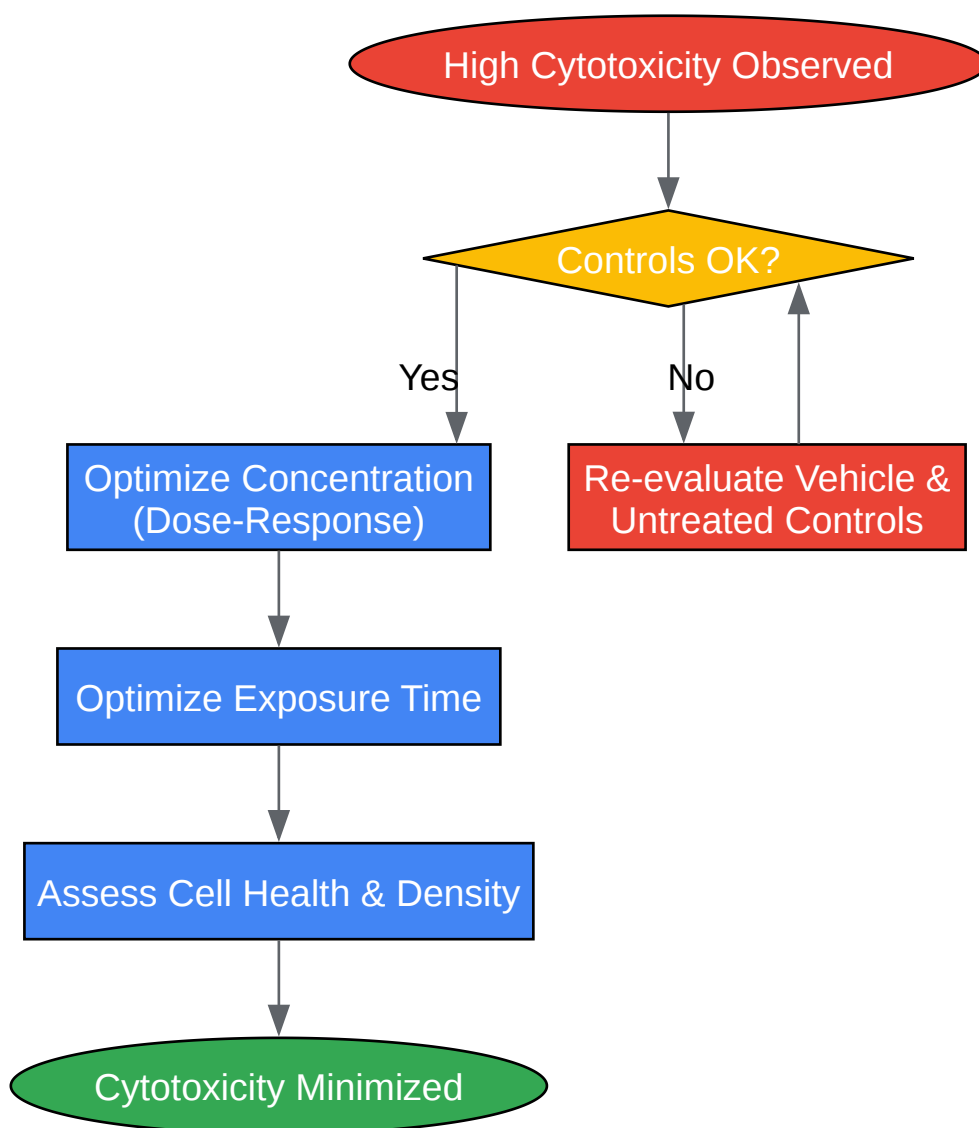 High Cytotoxicity Observed
Controls OK?
Yes
No
Optimize Concentration
(Dose-Response)
Re-evaluate Vehicle &
Untreated Controls
Optimize Exposure Time
Assess Cell Health & Density
Cytotoxicity Minimized